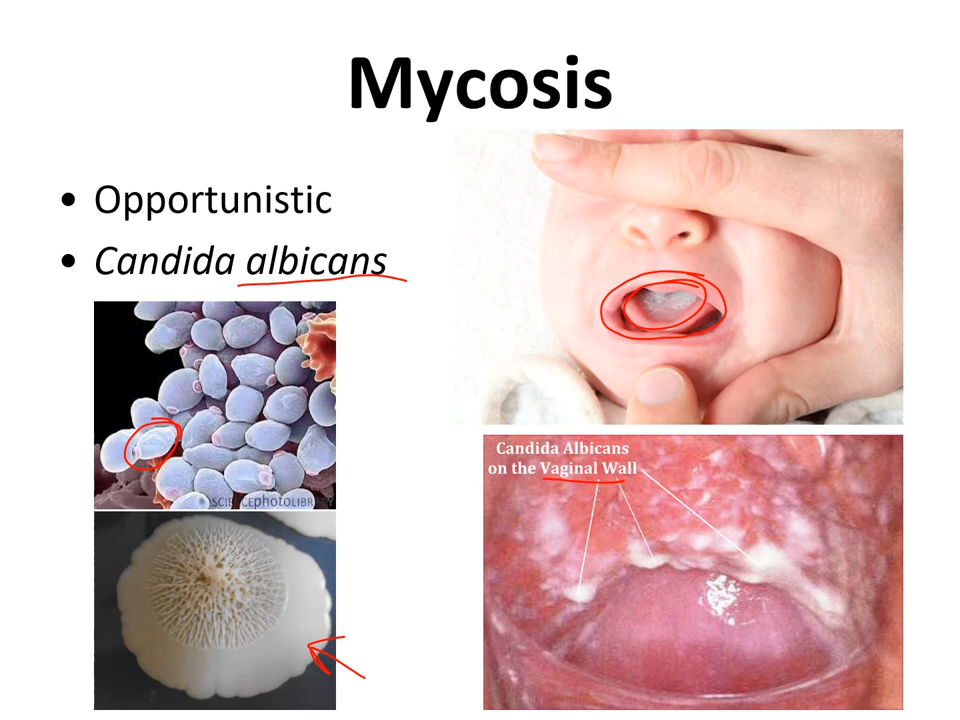 Mycosis
• Opportunistic
• Candida albicans
SCIENCEPHOTOLIBRARY
Candida Albicans
on the Vaginal Wall